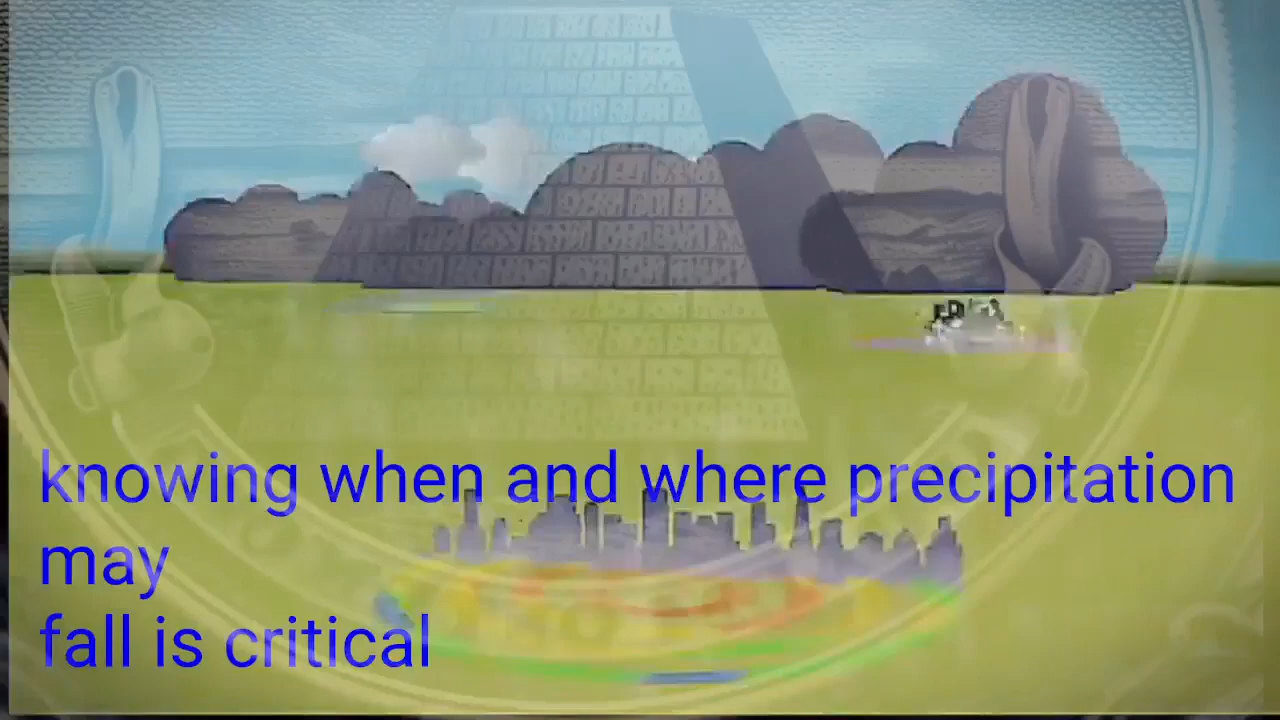 knowing when and where precipitation
may
fall is critical